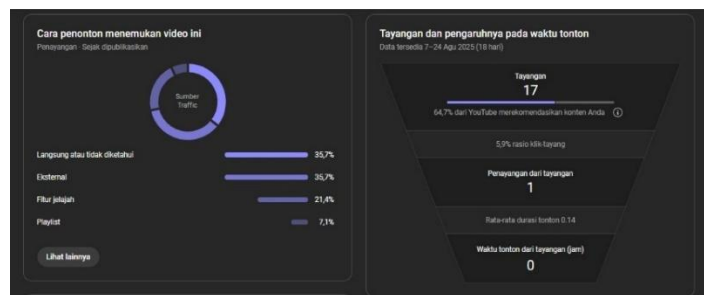 Cara penonton menemukan video ini
Penayangan · Sejak dipublikasikan
Sumber
Traffic
Langsung atau tidak diketahui 35,7%
Eksternal 35,7%
Fitur jelajah 21,4%
Playlist 7,1%
Lihat lainnya
Tayangan dan pengaruhnya pada waktu tonton
Data tersedia 7–24 Agu 2025 (18 hari)
Tayangan
17
64,7% dari YouTube merekomendasikan konten Anda
5,9% rasio klik-tayang
Penayangan dari tayangan
1
Rata-rata durasi tonton 0.14
Waktu tonton dari tayangan (jam)
0